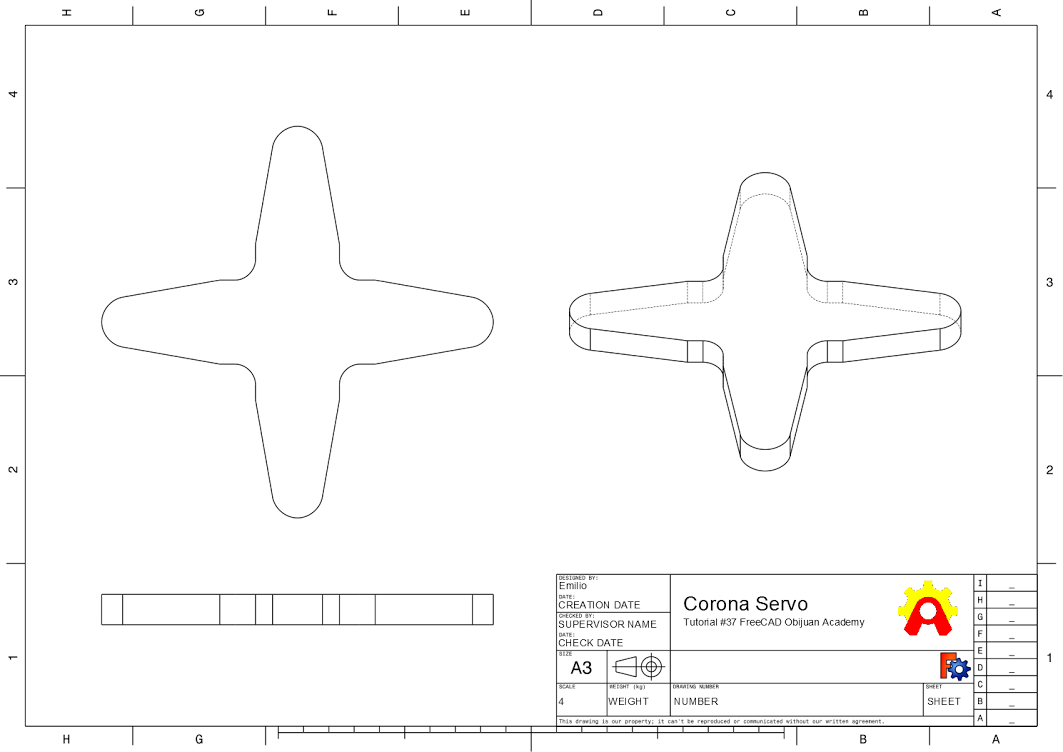 H G F E D C B A
4 4
3 3
2 2
1 1
DESIGNED BY:
Emilio
DATE:
CREATION DATE
CHECKED BY:
SUPERVISOR NAME
DATE:
CHECK DATE
Corona Servo
Tutorial #37 FreeCAD Obijuan Academy
SIZE
A3
SCALE
4
WEIGHT (kg)
WEIGHT
DRAWING NUMBER
NUMBER
SHEET
SHEET
This drawing is our property; it can't be reproduced or communicated without our written agreement.
I _
H _
G _
F _
E _
D _
C _
B _
A _
H G B A